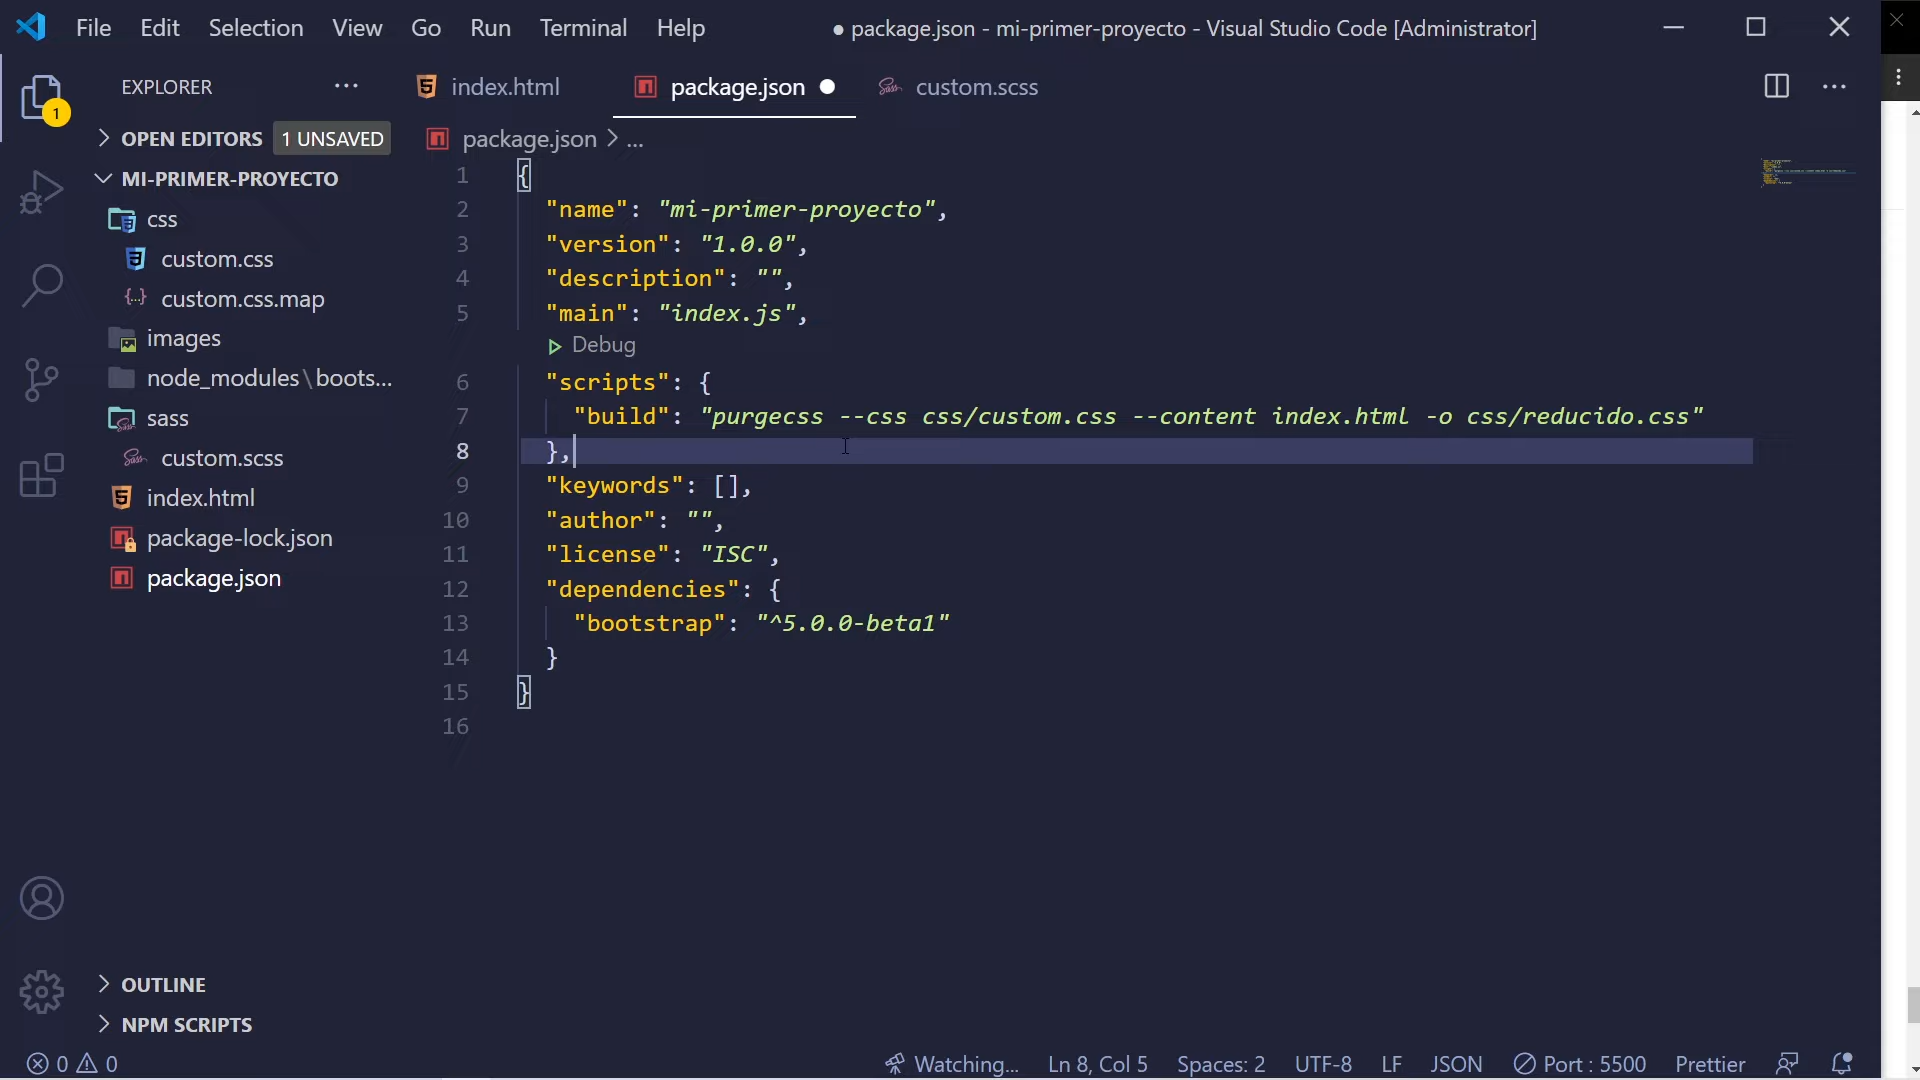 File Edit Selection View Go Run Terminal Help
● package.json - mi-primer-proyecto - Visual Studio Code [Administrator]
EXPLORER ...
1
OPEN EDITORS 1 UNSAVED
MI-PRIMER-PROYECTO
css
custom.css
custom.css.map
images
node_modules\boots...
sass
custom.scss
index.html
package-lock.json
package.json
OUTLINE
NPM SCRIPTS
index.html package.json ● custom.scss
package.json > ...
1 {
2 "name": "mi-primer-proyecto",
3 "version": "1.0.0",
4 "description": "",
5 "main": "index.js",
Debug
6 "scripts": {
7 "build": "purgecss --css css/custom.css --content index.html -o css/reducido.css"
8 },
9 "keywords": [],
10 "author": "",
11 "license": "ISC",
12 "dependencies": {
13 "bootstrap": "^5.0.0-beta1"
14 }
15 }
16
0 0 Watching... Ln 8, Col 5 Spaces: 2 UTF-8 LF JSON Port : 5500 Prettier